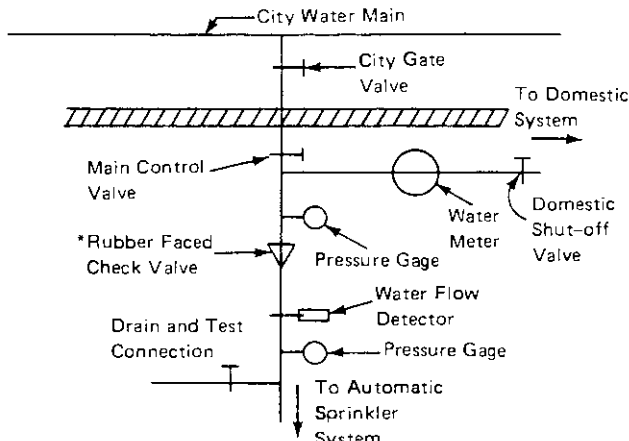 City Water Main
City Gate
Valve
To Domestic
System
Main Control
Valve
Water
Meter
Domestic
Shut-off
Valve
*Rubber Faced
Check Valve
Pressure Gage
Water Flow
Detector
Drain and Test
Connection
Pressure Gage
To Automatic
Sprinkler
System